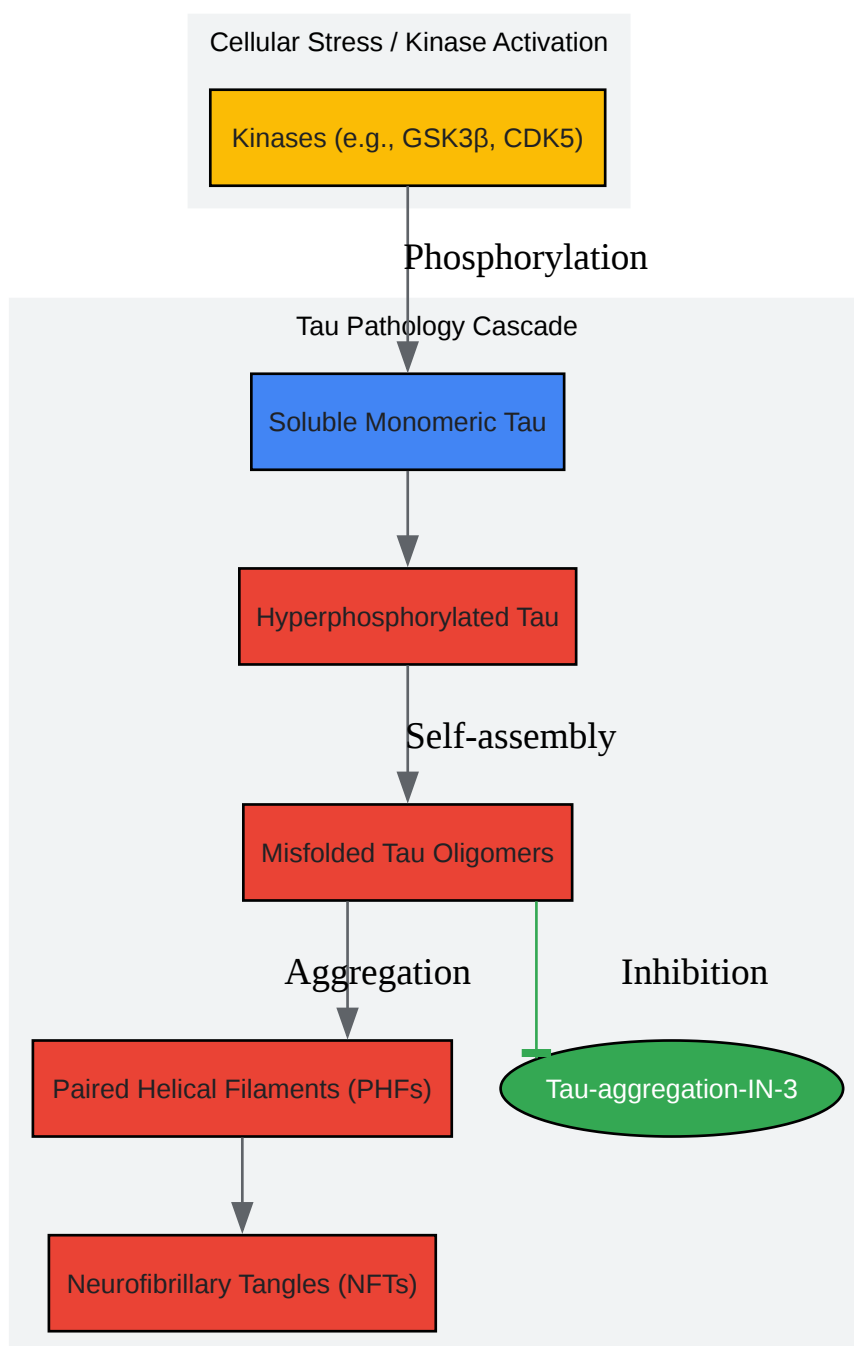 Cellular Stress / Kinase Activation
Kinases (e.g., GSK3β, CDK5)
Phosphorylation
Tau Pathology Cascade
Soluble Monomeric Tau
Hyperphosphorylated Tau
Self-assembly
Misfolded Tau Oligomers
Aggregation
Inhibition
Paired Helical Filaments (PHFs)
Tau-aggregation-IN-3
Neurofibrillary Tangles (NFTs)